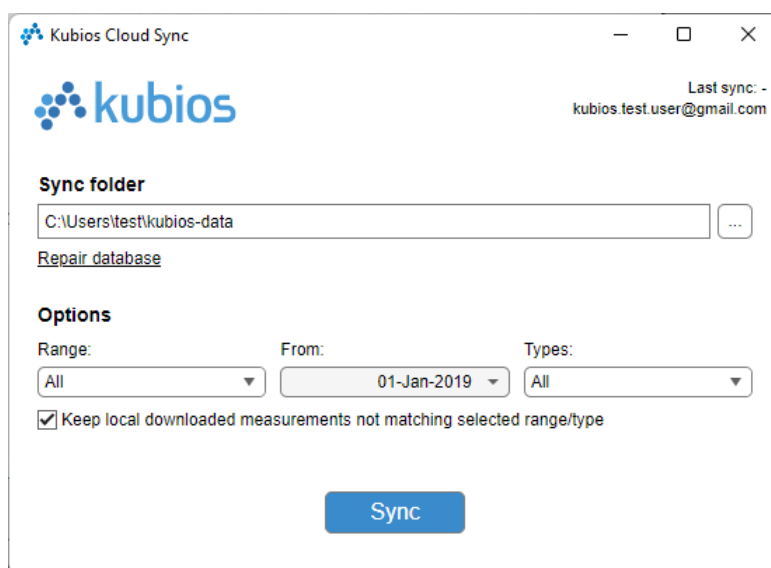 Kubios Cloud Sync
kubios
Last sync: -
kubios.test.user@gmail.com
Sync folder
C:\Users\test\kubios-data
...
Repair database
Options
Range: From: Types:
All 01-Jan-2019 All
Keep local downloaded measurements not matching selected range/type
Sync